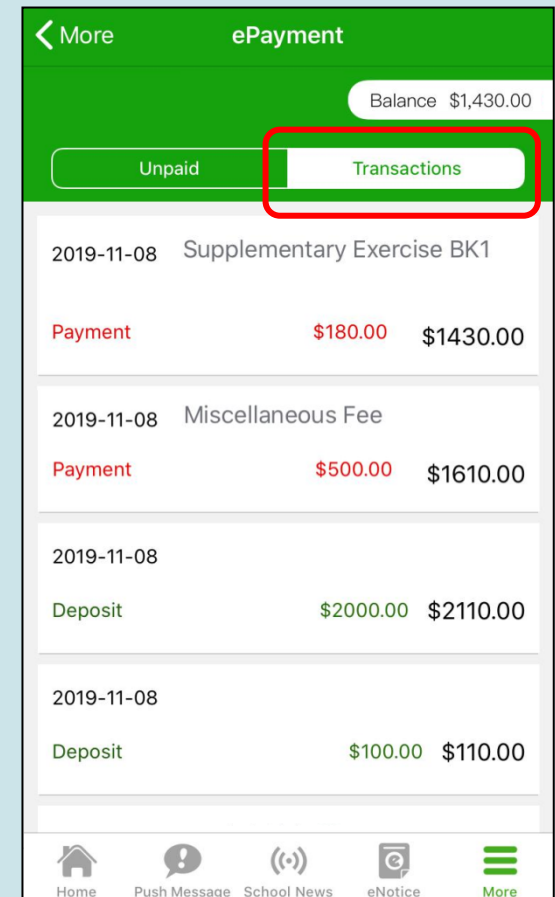 More ePayment
Balance $1,430.00
Unpaid Transactions
2019-11-08 Supplementary Exercise BK1
Payment $180.00 $1430.00
2019-11-08 Miscellaneous Fee
Payment $500.00 $1610.00
2019-11-08
Deposit $2000.00 $2110.00
2019-11-08
Deposit $100.00 $110.00
Home Push Message School News eNotice More